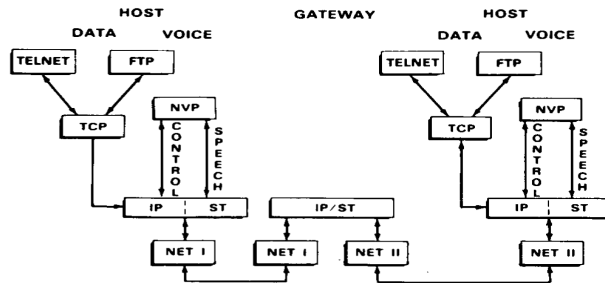 HOST GATEWAY HOST
DATA VOICE DATA VOICE
TELNET FTP TELNET FTP
NVP NVP
TCP TCP
CONTROL SPEECH CONTROL SPEECH
IP ST IP/ST IP ST
NET I NET I NET II NET II